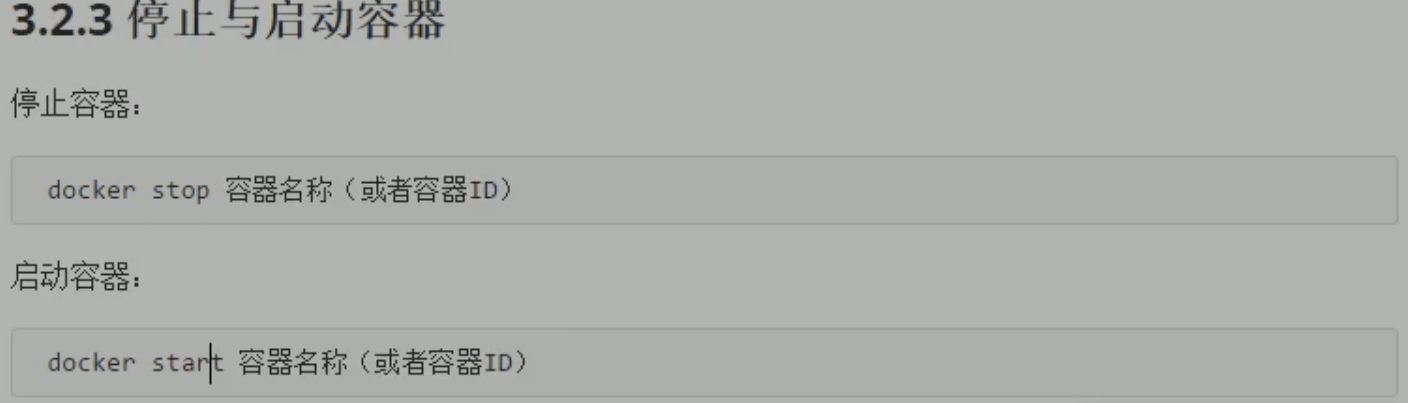 3.2.3 停止与启动容器
停止容器：
docker stop 容器名称（或者容器ID）
启动容器：
docker start 容器名称（或者容器ID）